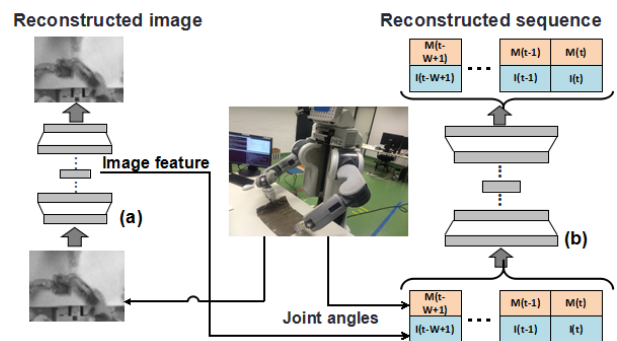 Reconstructed image
Reconstructed sequence
M(t-
W+1)
M(t-1)
M(t)
I(t-W+1)
I(t-1)
I(t)
Image feature
(a)
(b)
Joint angles
M(t-
W+1)
M(t-1)
M(t)
I(t-W+1)
I(t-1)
I(t)